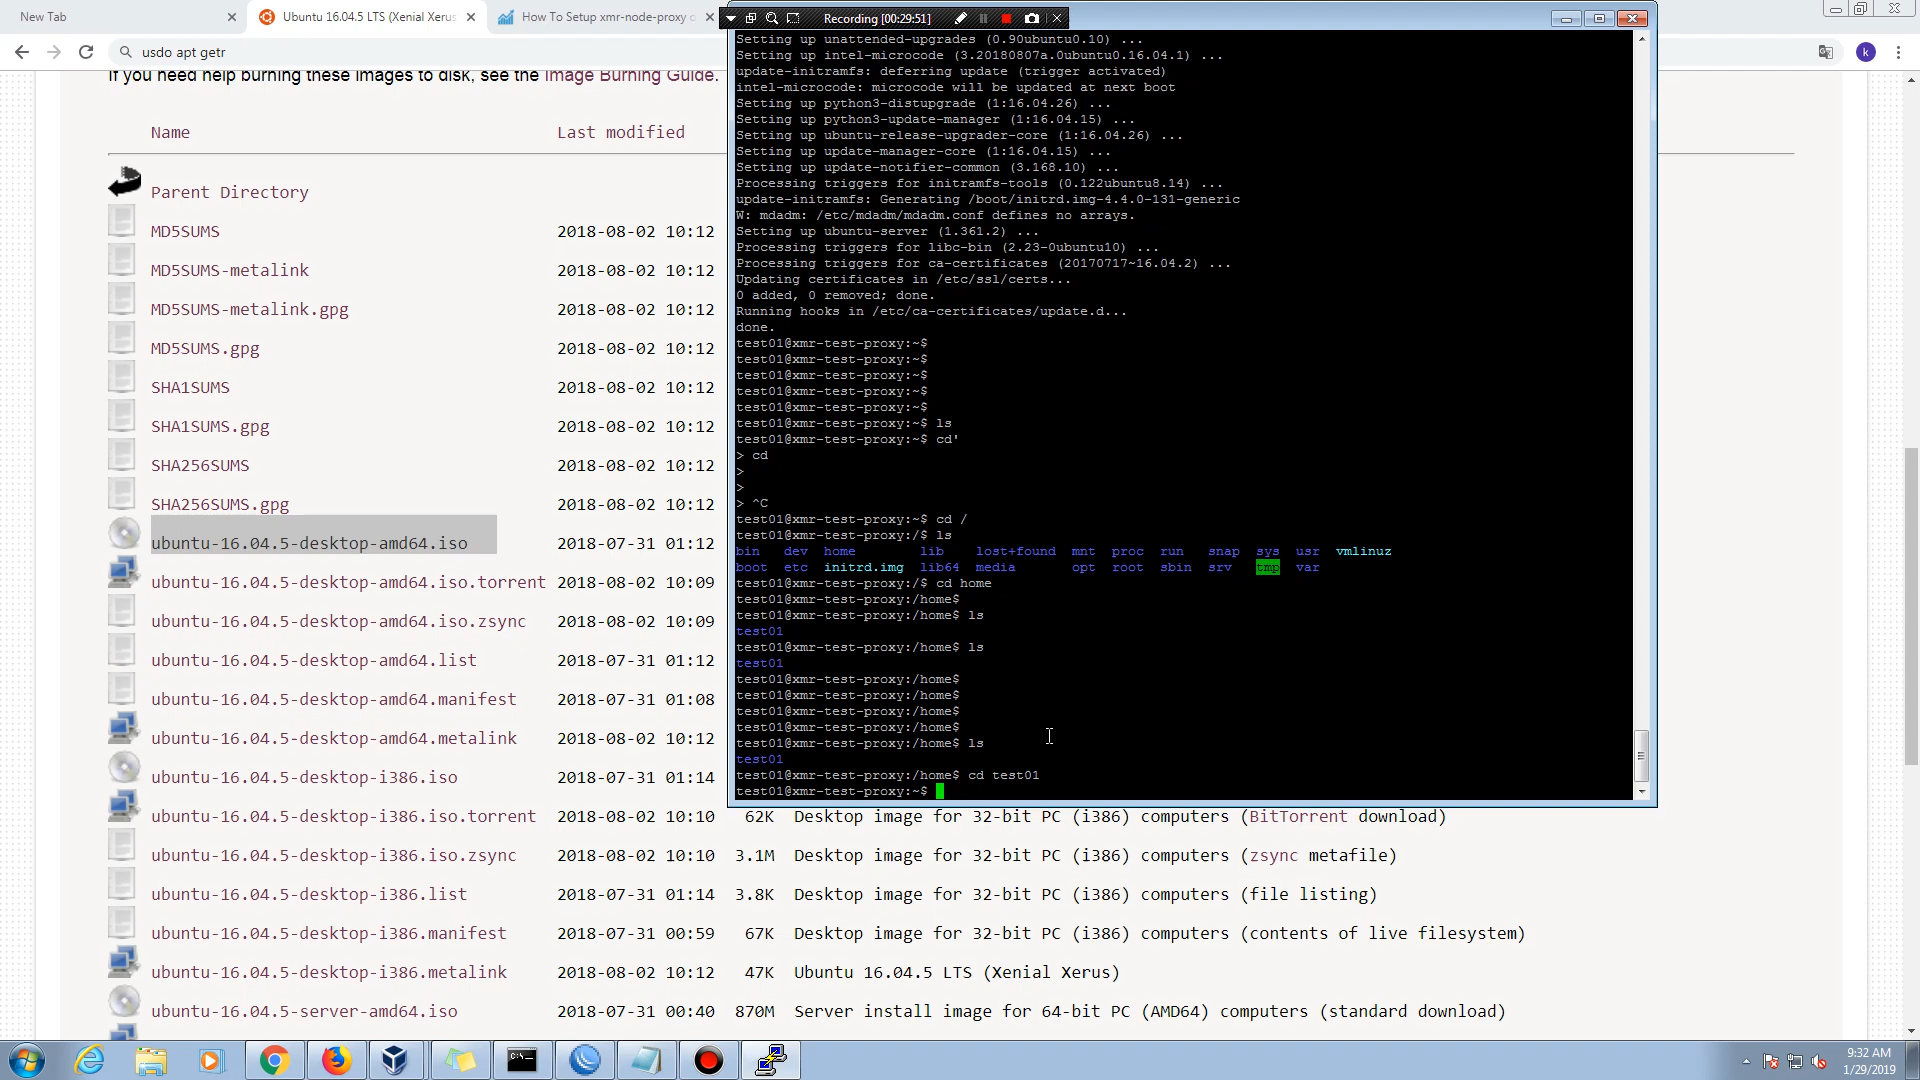 New Tab
Ubuntu 16.04.5 LTS (Xenial Xerus
How To Setup xmr-node-proxy o
Recording [00:29:51]
usdo apt getr
k
If you need help burning these images to disk, see the Image Burning Guide.
Name Last modified
Parent Directory
MD5SUMS 2018-08-02 10:12
MD5SUMS-metalink 2018-08-02 10:12
MD5SUMS-metalink.gpg 2018-08-02 10:12
MD5SUMS.gpg 2018-08-02 10:12
SHA1SUMS 2018-08-02 10:12
SHA1SUMS.gpg 2018-08-02 10:12
SHA256SUMS 2018-08-02 10:12
SHA256SUMS.gpg 2018-08-02 10:12
ubuntu-16.04.5-desktop-amd64.iso 2018-07-31 01:12
ubuntu-16.04.5-desktop-amd64.iso.torrent 2018-08-02 10:09
ubuntu-16.04.5-desktop-amd64.iso.zsync 2018-08-02 10:09
ubuntu-16.04.5-desktop-amd64.list 2018-07-31 01:12
ubuntu-16.04.5-desktop-amd64.manifest 2018-07-31 01:08
ubuntu-16.04.5-desktop-amd64.metalink 2018-08-02 10:12
ubuntu-16.04.5-desktop-i386.iso 2018-07-31 01:14
ubuntu-16.04.5-desktop-i386.iso.torrent 2018-08-02 10:10 62K Desktop image for 32-bit PC (i386) computers (BitTorrent download)
ubuntu-16.04.5-desktop-i386.iso.zsync 2018-08-02 10:10 3.1M Desktop image for 32-bit PC (i386) computers (zsync metafile)
ubuntu-16.04.5-desktop-i386.list 2018-07-31 01:14 3.8K Desktop image for 32-bit PC (i386) computers (file listing)
ubuntu-16.04.5-desktop-i386.manifest 2018-07-31 00:59 67K Desktop image for 32-bit PC (i386) computers (contents of live filesystem)
ubuntu-16.04.5-desktop-i386.metalink 2018-08-02 10:12 47K Ubuntu 16.04.5 LTS (Xenial Xerus)
ubuntu-16.04.5-server-amd64.iso 2018-07-31 00:40 870M Server install image for 64-bit PC (AMD64) computers (standard download)
Setting up unattended-upgrades (0.90ubuntu0.10) ...
Setting up intel-microcode (3.20180807a.0ubuntu0.16.04.1) ...
update-initramfs: deferring update (trigger activated)
intel-microcode: microcode will be updated at next boot
Setting up python3-distupgrade (1:16.04.26) ...
Setting up python3-update-manager (1:16.04.15) ...
Setting up ubuntu-release-upgrader-core (1:16.04.26) ...
Setting up update-manager-core (1:16.04.15) ...
Setting up update-notifier-common (3.168.10) ...
Processing triggers for initramfs-tools (0.122ubuntu8.14) ...
update-initramfs: Generating /boot/initrd.img-4.4.0-131-generic
W: mdadm: /etc/mdadm/mdadm.conf defines no arrays.
Setting up ubuntu-server (1.361.2) ...
Processing triggers for libc-bin (2.23-0ubuntu10) ...
Processing triggers for ca-certificates (20170717~16.04.2) ...
Updating certificates in /etc/ssl/certs...
0 added, 0 removed; done.
Running hooks in /etc/ca-certificates/update.d...
done.
test01@xmr-test-proxy:~$
test01@xmr-test-proxy:~$
test01@xmr-test-proxy:~$
test01@xmr-test-proxy:~$
test01@xmr-test-proxy:~$
test01@xmr-test-proxy:~$ ls
test01@xmr-test-proxy:~$ cd'
> cd
>
>
> ^C
test01@xmr-test-proxy:~$ cd /
test01@xmr-test-proxy:/$ ls
bin dev home lib lost+found mnt proc run snap sys usr vmlinuz
boot etc initrd.img lib64 media opt root sbin srv tmp var
test01@xmr-test-proxy:/$ cd home
test01@xmr-test-proxy:/home$
test01@xmr-test-proxy:/home$ ls
test01
test01@xmr-test-proxy:/home$ ls
test01
test01@xmr-test-proxy:/home$
test01@xmr-test-proxy:/home$
test01@xmr-test-proxy:/home$
test01@xmr-test-proxy:/home$
test01@xmr-test-proxy:/home$ ls
test01
test01@xmr-test-proxy:/home$ cd test01
test01@xmr-test-proxy:~$
9:32 AM
1/29/2019